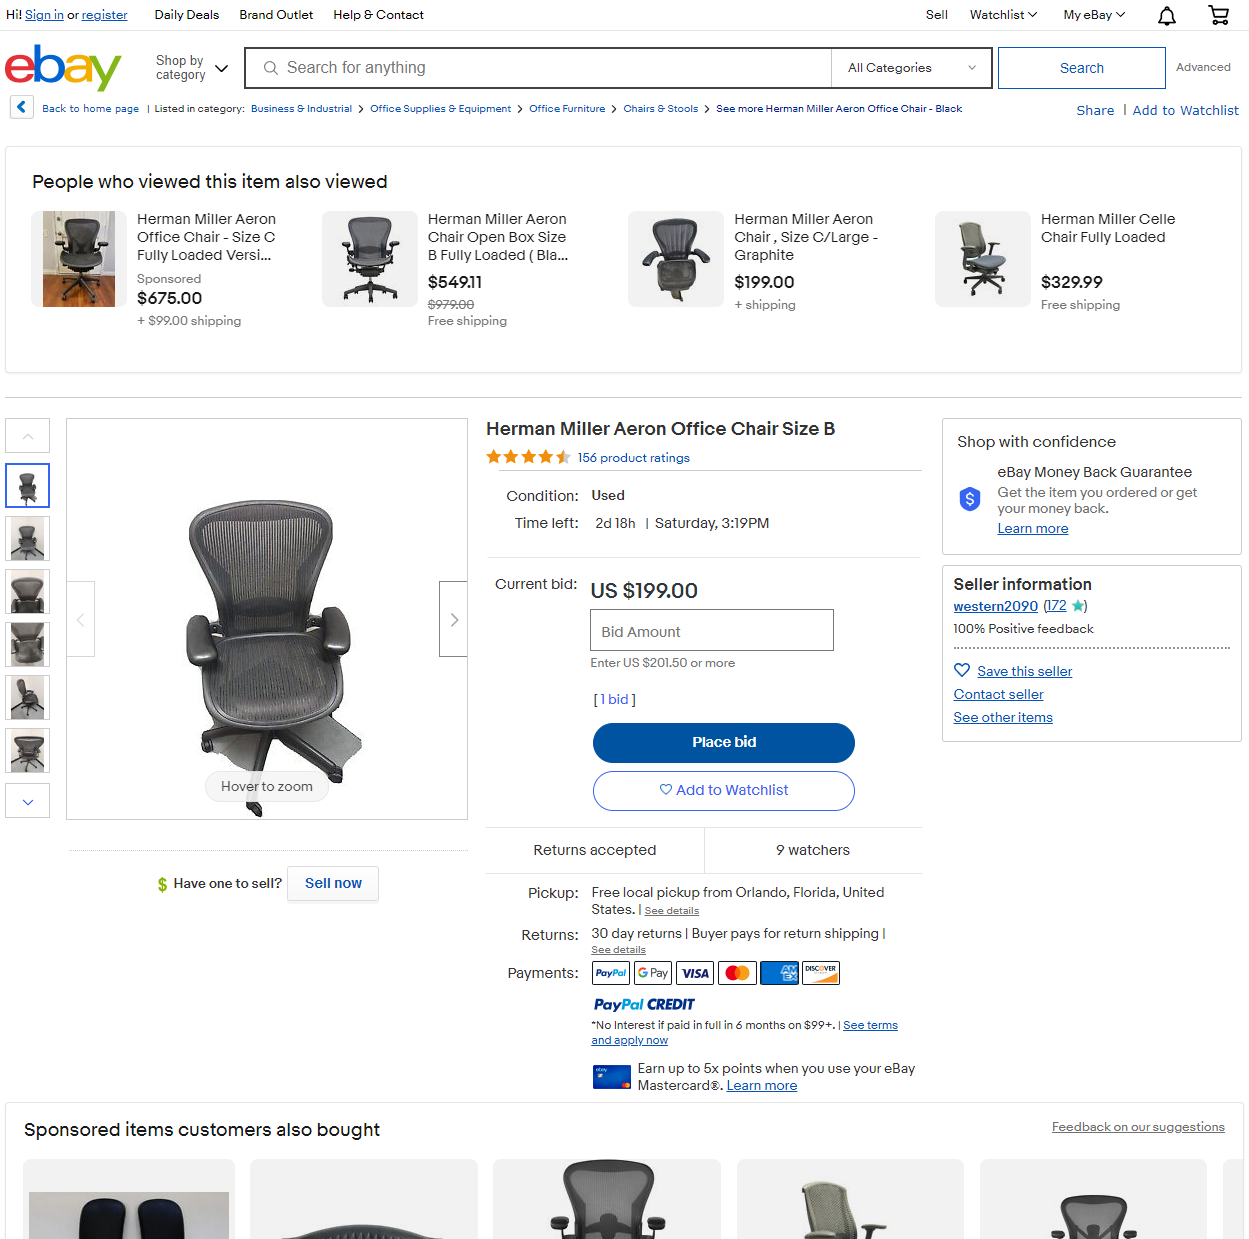 Hi! Sign in or register Daily Deals Brand Outlet Help & Contact Sell Watchlist My eBay
ebay Shop by category Search for anything All Categories Search Advanced
Back to home page | Listed in category: Business & Industrial > Office Supplies & Equipment > Office Furniture > Chairs & Stools > See more Herman Miller Aeron Office Chair - Black
Share | Add to Watchlist
People who viewed this item also viewed
Herman Miller Aeron
Office Chair - Size C
Fully Loaded Versi...
Sponsored
$675.00
+ $99.00 shipping
Herman Miller Aeron
Chair Open Box Size
B Fully Loaded ( Bla...
$549.11
$979.00
Free shipping
Herman Miller Aeron
Chair , Size C/Large -
Graphite
$199.00
+ shipping
Herman Miller Celle
Chair Fully Loaded
$329.99
Free shipping
Hover to zoom
$ Have one to sell? Sell now
Herman Miller Aeron Office Chair Size B
156 product ratings
Condition: Used
Time left: 2d 18h | Saturday, 3:19PM
Current bid: US $199.00
Bid Amount
Enter US $201.50 or more
[ 1 bid ]
Place bid
Add to Watchlist
Returns accepted 9 watchers
Pickup: Free local pickup from Orlando, Florida, United
States. | See details
Returns: 30 day returns | Buyer pays for return shipping |
See details
Payments: PayPal G Pay VISA AMEX DISCOVER
PayPal CREDIT
*No Interest if paid in full in 6 months on $99+. | See terms
and apply now
ebay
Earn up to 5x points when you use your eBay
Mastercard®. Learn more
Shop with confidence
eBay Money Back Guarantee
Get the item you ordered or get
your money back.
Learn more
Seller information
western2090 (172 )
100% Positive feedback
Save this seller
Contact seller
See other items
Sponsored items customers also bought
Feedback on our suggestions